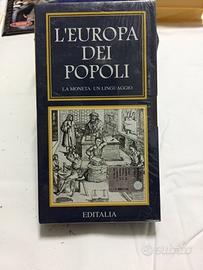 L'EUROPA
DEI
POPOLI
LA MONETA: UN LINGUAGGIO
EDITALIA
subito